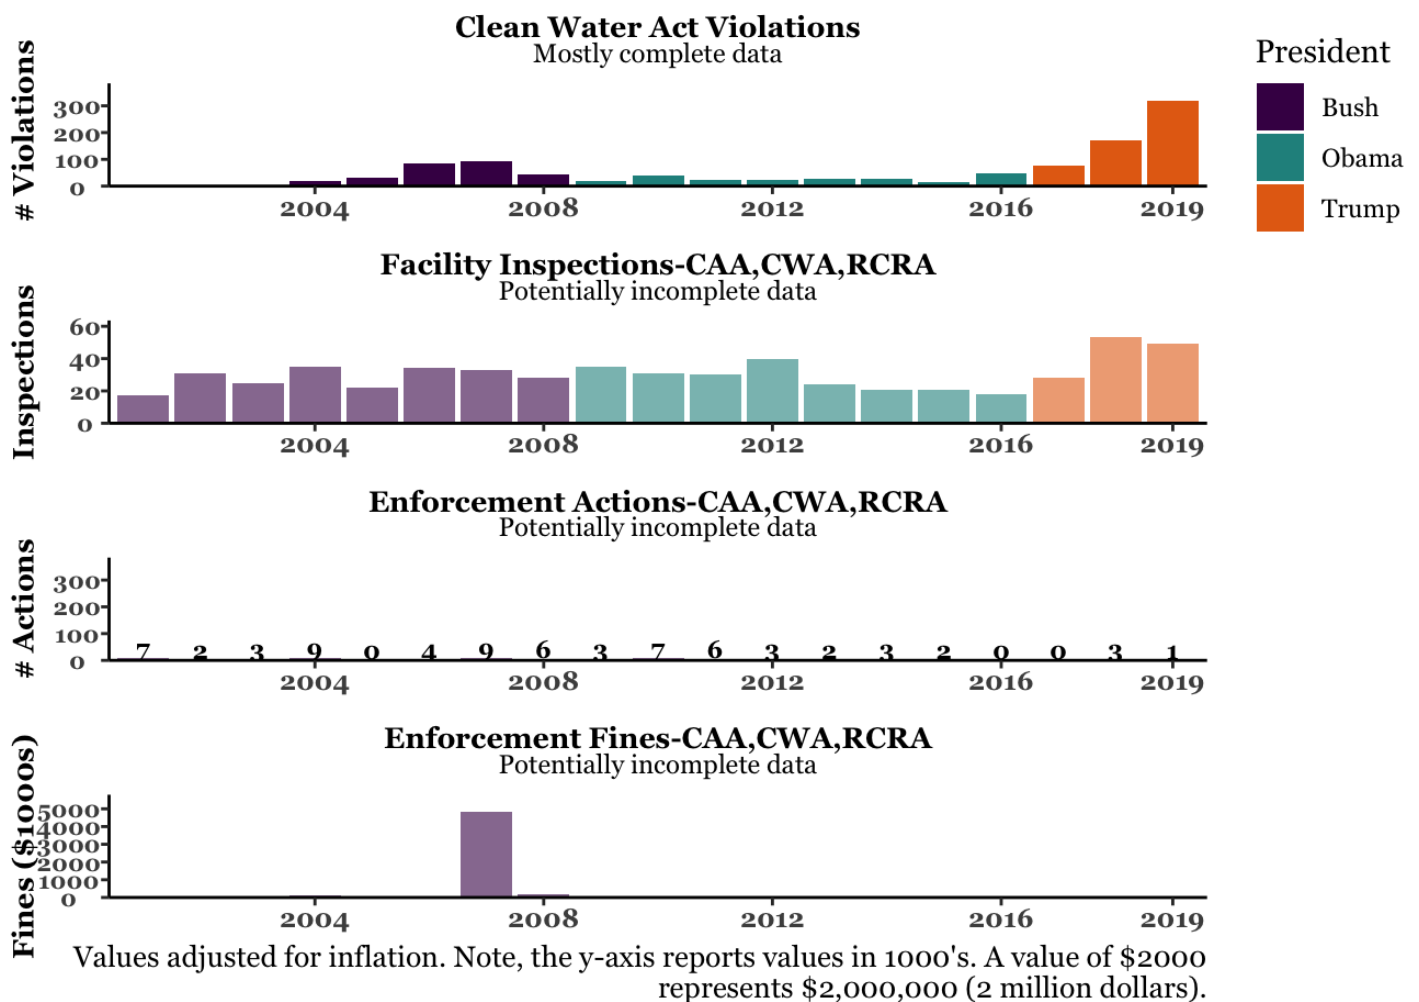 Clean Water Act Violations
Mostly complete data
# Violations
300
200
100
0
2004
2008
2012
2016
2019
President
Bush
Obama
Trump
Facility Inspections-CAA,CWA,RCRA
Potentially incomplete data
Inspections
60
40
20
0
2004
2008
2012
2016
2019
Enforcement Actions-CAA,CWA,RCRA
Potentially incomplete data
# Actions
300
200
100
0
7 2 3 9 0 4 9 6 3 7 6 3 2 3 2 0 0 3 1
2004
2008
2012
2016
2019
Enforcement Fines-CAA,CWA,RCRA
Potentially incomplete data
Fines ($1000s)
5000
4000
3000
2000
1000
0
2004
2008
2012
2016
2019
Values adjusted for inflation. Note, the y-axis reports values in 1000's. A value of $2000
represents $2,000,000 (2 million dollars).